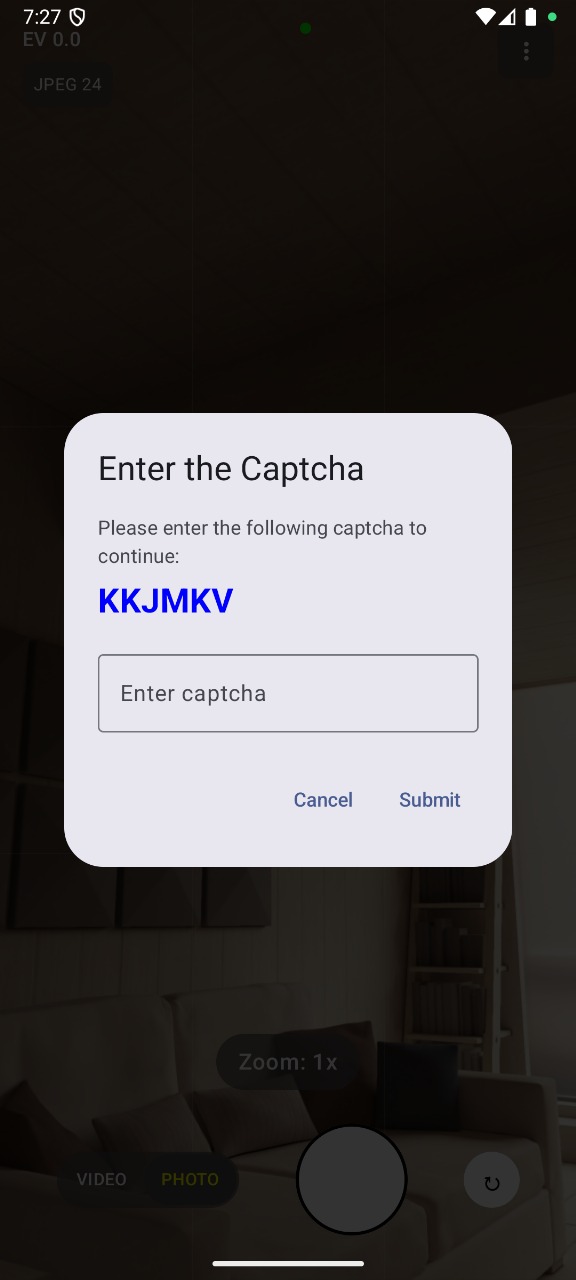 7:27
EV 0.0
JPEG 24
Enter the Captcha
Please enter the following captcha to
continue:
KKJMKV
Enter captcha
Cancel Submit
Zoom: 1x
VIDEO PHOTO